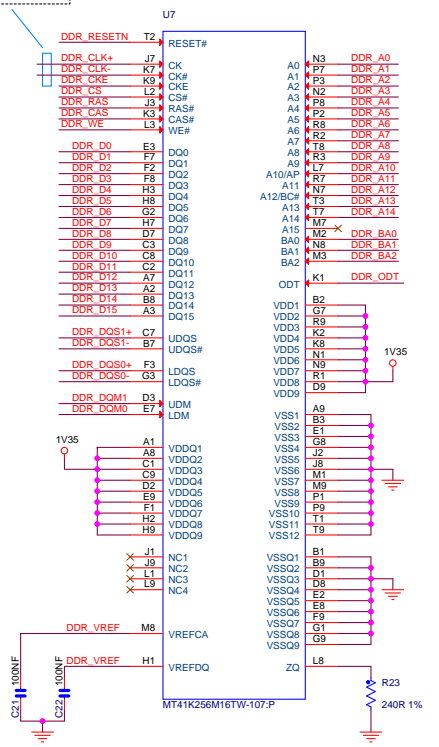 U7
DDR_RESETN T2 RESET#
DDR_CLK+ J7 CK
DDR_CLK- K7 CK#
DDR_CKE K9 CKE
DDR_CS L2 CS#
DDR_RAS J3 RAS#
DDR_CAS K3 CAS#
DDR_WE L3 WE#
DDR_D0 E3 DQ0
DDR_D1 F7 DQ1
DDR_D2 F2 DQ2
DDR_D3 F8 DQ3
DDR_D4 H3 DQ4
DDR_D5 H8 DQ5
DDR_D6 G2 DQ6
DDR_D7 H7 DQ7
DDR_D8 D7 DQ8
DDR_D9 C3 DQ9
DDR_D10 C8 DQ10
DDR_D11 C2 DQ11
DDR_D12 A7 DQ12
DDR_D13 A2 DQ13
DDR_D14 B8 DQ14
DDR_D15 A3 DQ15
DDR_DQS1+ C7 UDQS
DDR_DQS1- B7 UDQS#
DDR_DQS0+ F3 LDQS
DDR_DQS0- G3 LDQS#
DDR_DQM1 D3 UDM
DDR_DQM0 E7 LDM
1V35
A1 VDDQ1
A8 VDDQ2
C1 VDDQ3
C9 VDDQ4
D2 VDDQ5
E9 VDDQ6
F1 VDDQ7
H2 VDDQ8
H9 VDDQ9
J1 NC1
J9 NC2
L1 NC3
L9 NC4
DDR_VREF M8 VREFCA
DDR_VREF H1 VREFDQ
C21 100NF
C22 100NF
A0 N3 DDR_A0
A1 P7 DDR_A1
A2 P3 DDR_A2
A3 N2 DDR_A3
A4 P8 DDR_A4
A5 P2 DDR_A5
A6 R8 DDR_A6
A7 R2 DDR_A7
A8 T8 DDR_A8
A9 R3 DDR_A9
A10/AP L7 DDR_A10
A11 R7 DDR_A11
A12/BC# N7 DDR_A12
A13 T3 DDR_A13
A14 T7 DDR_A14
A15 M7
BA0 M2 DDR_BA0
BA1 N8 DDR_BA1
BA2 M3 DDR_BA2
ODT K1 DDR_ODT
VDD1 B2
VDD2 G7
VDD3 R9
VDD4 K2
VDD5 K8
VDD6 N1
VDD7 N9
VDD8 R1
VDD9 D9
1V35
VSS1 A9
VSS2 B3
VSS3 E1
VSS4 G8
VSS5 J2
VSS6 J8
VSS7 M1
VSS8 M9
VSS9 P1
VSS10 P9
VSS11 T1
VSS12 T9
VSSQ1 B1
VSSQ2 B9
VSSQ3 D1
VSSQ4 D8
VSSQ5 E2
VSSQ6 E8
VSSQ7 F9
VSSQ8 G1
VSSQ9 G9
ZQ L8
R23
240R 1%
MT41K256M16TW-107:P